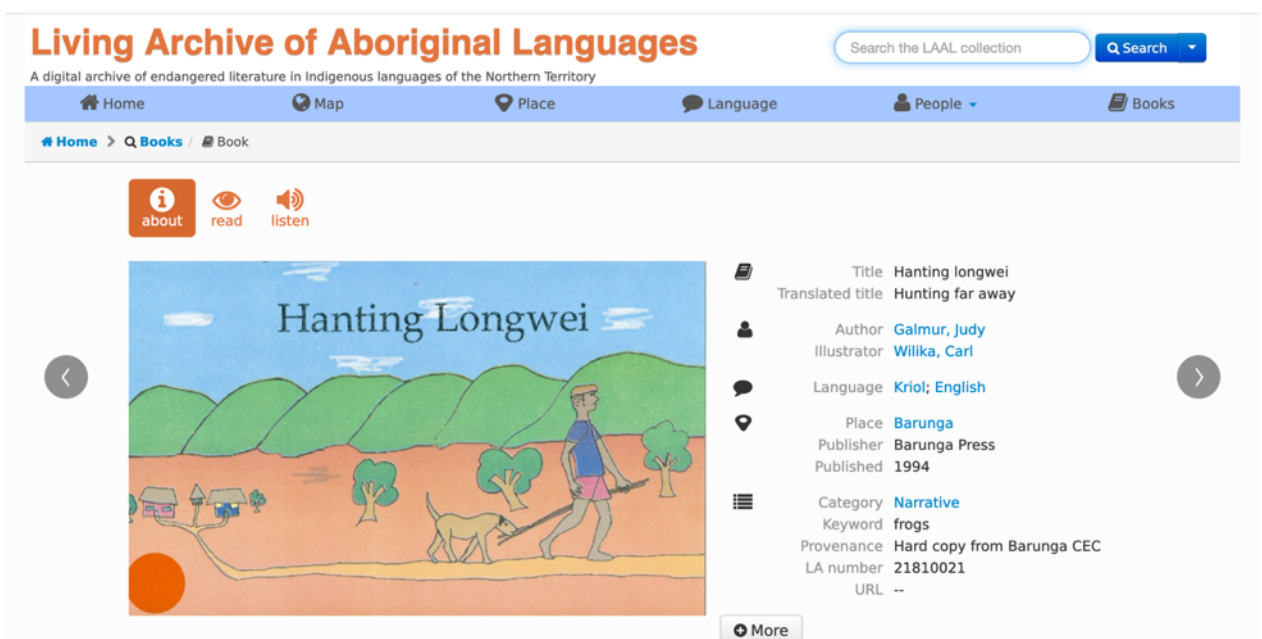 Living Archive of Aboriginal Languages
Search the LAAL collection
Search
A digital archive of endangered literature in Indigenous languages of the Northern Territory
Home
Map
Place
Language
People
Books
Home > Books / Book
about
read
listen
Hanting Longwei
Title Hanting longwei
Translated title Hunting far away
Author Galmur, Judy
Illustrator Wilika, Carl
Language Kriol; English
Place Barunga
Publisher Barunga Press
Published 1994
Category Narrative
Keyword frogs
Provenance Hard copy from Barunga CEC
LA number 21810021
URL --
More